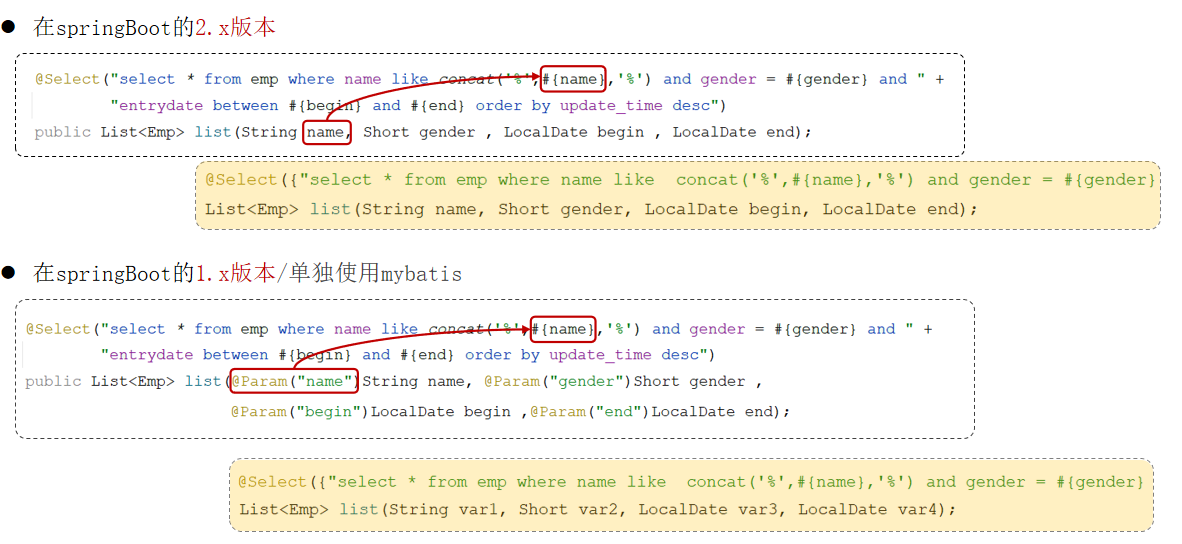 ● 在springBoot的2.x版本
@Select("select * from emp where name like concat('%',#{name},'%') and gender = #{gender} and " +
"entrydate between #{begin} and #{end} order by update_time desc")
public List<Emp> list(String name, Short gender , LocalDate begin , LocalDate end);
@Select({"select * from emp where name like  concat('%',#{name},'%') and gender = #{gender}
List<Emp> list(String name, Short gender, LocalDate begin, LocalDate end);
● 在springBoot的1.x版本/单独使用mybatis
@Select("select * from emp where name like concat('%',#{name},'%') and gender = #{gender} and " +
"entrydate between #{begin} and #{end} order by update_time desc")
public List<Emp> list(@Param("name")String name, @Param("gender")Short gender ,
@Param("begin")LocalDate begin ,@Param("end")LocalDate end);
@Select({"select * from emp where name like  concat('%',#{name},'%') and gender = #{gender}
List<Emp> list(String var1, Short var2, LocalDate var3, LocalDate var4);